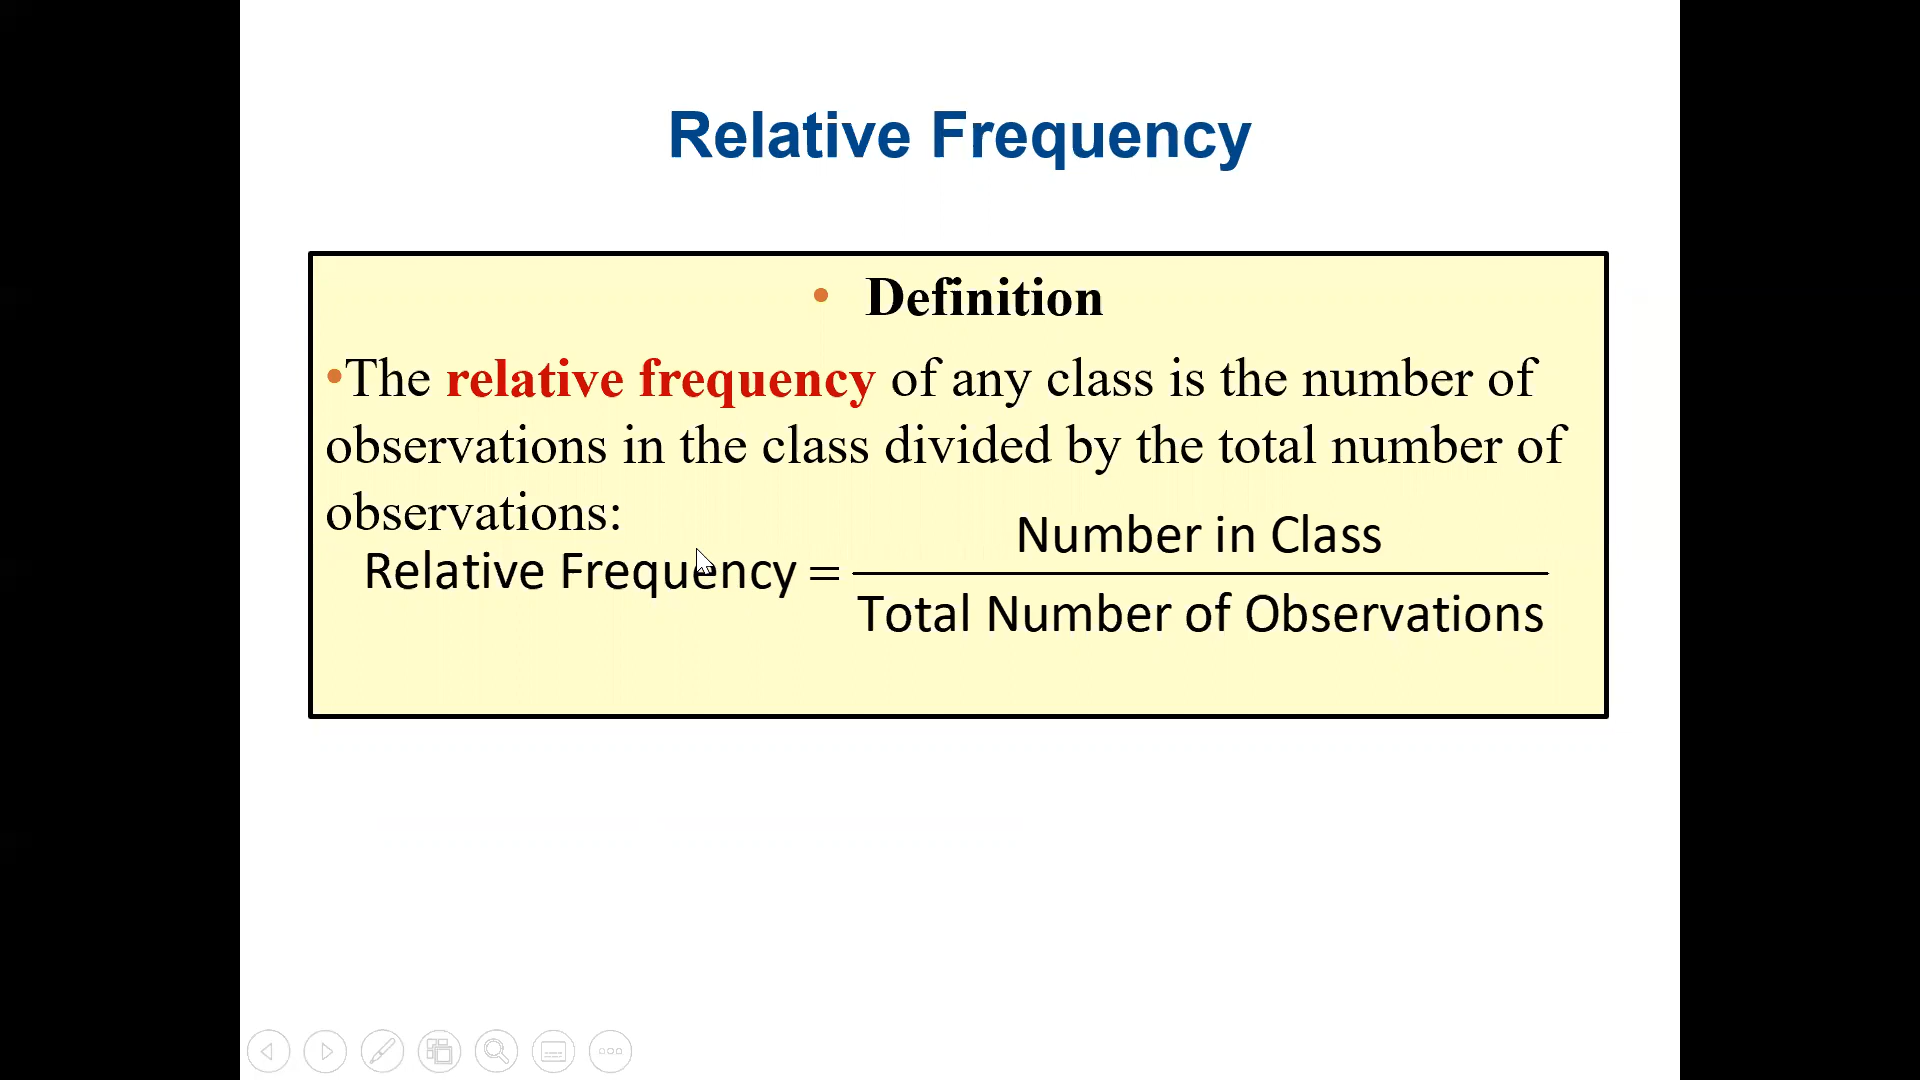 Relative Frequency
• Definition
•The relative frequency of any class is the number of
observations in the class divided by the total number of
observations:
Number in Class
Relative Frequency =
Total Number of Observations